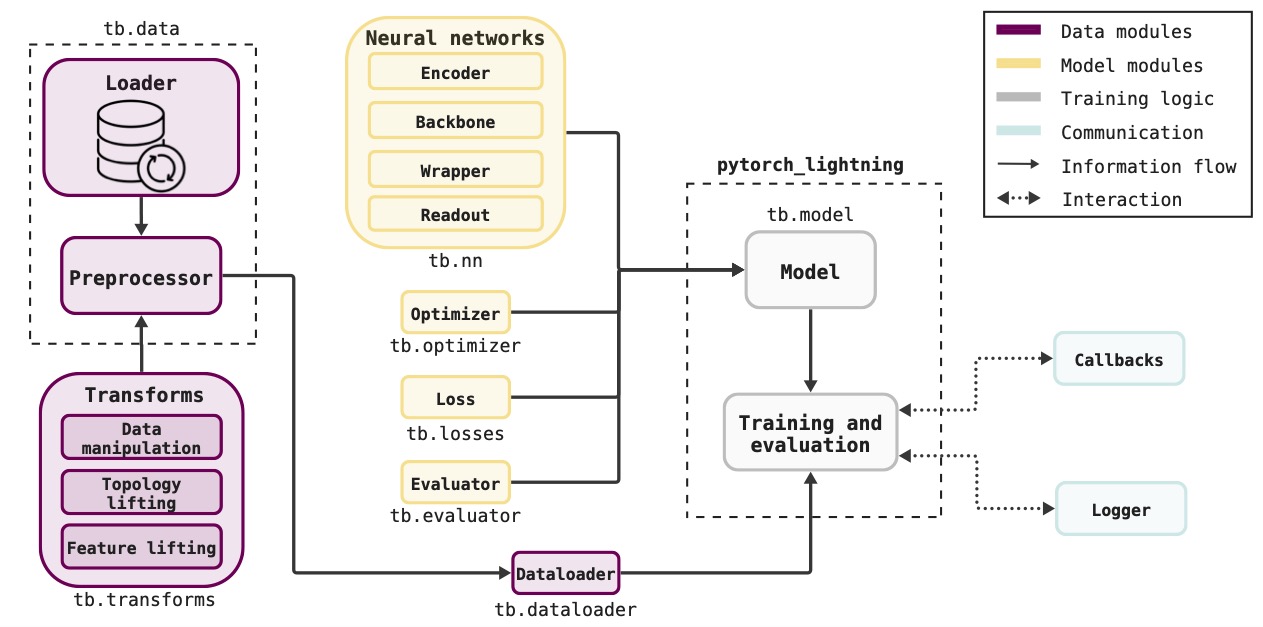 tb.data
Loader
Preprocessor
Transforms
Data
manipulation
Topology
lifting
Feature lifting
tb.transforms
Neural networks
Encoder
Backbone
Wrapper
Readout
tb.nn
Optimizer
tb.optimizer
Loss
tb.losses
Evaluator
tb.evaluator
Dataloader
tb.dataloader
pytorch_lightning
tb.model
Model
Training and
evaluation
Callbacks
Logger
Data modules
Model modules
Training logic
Communication
Information flow
Interaction